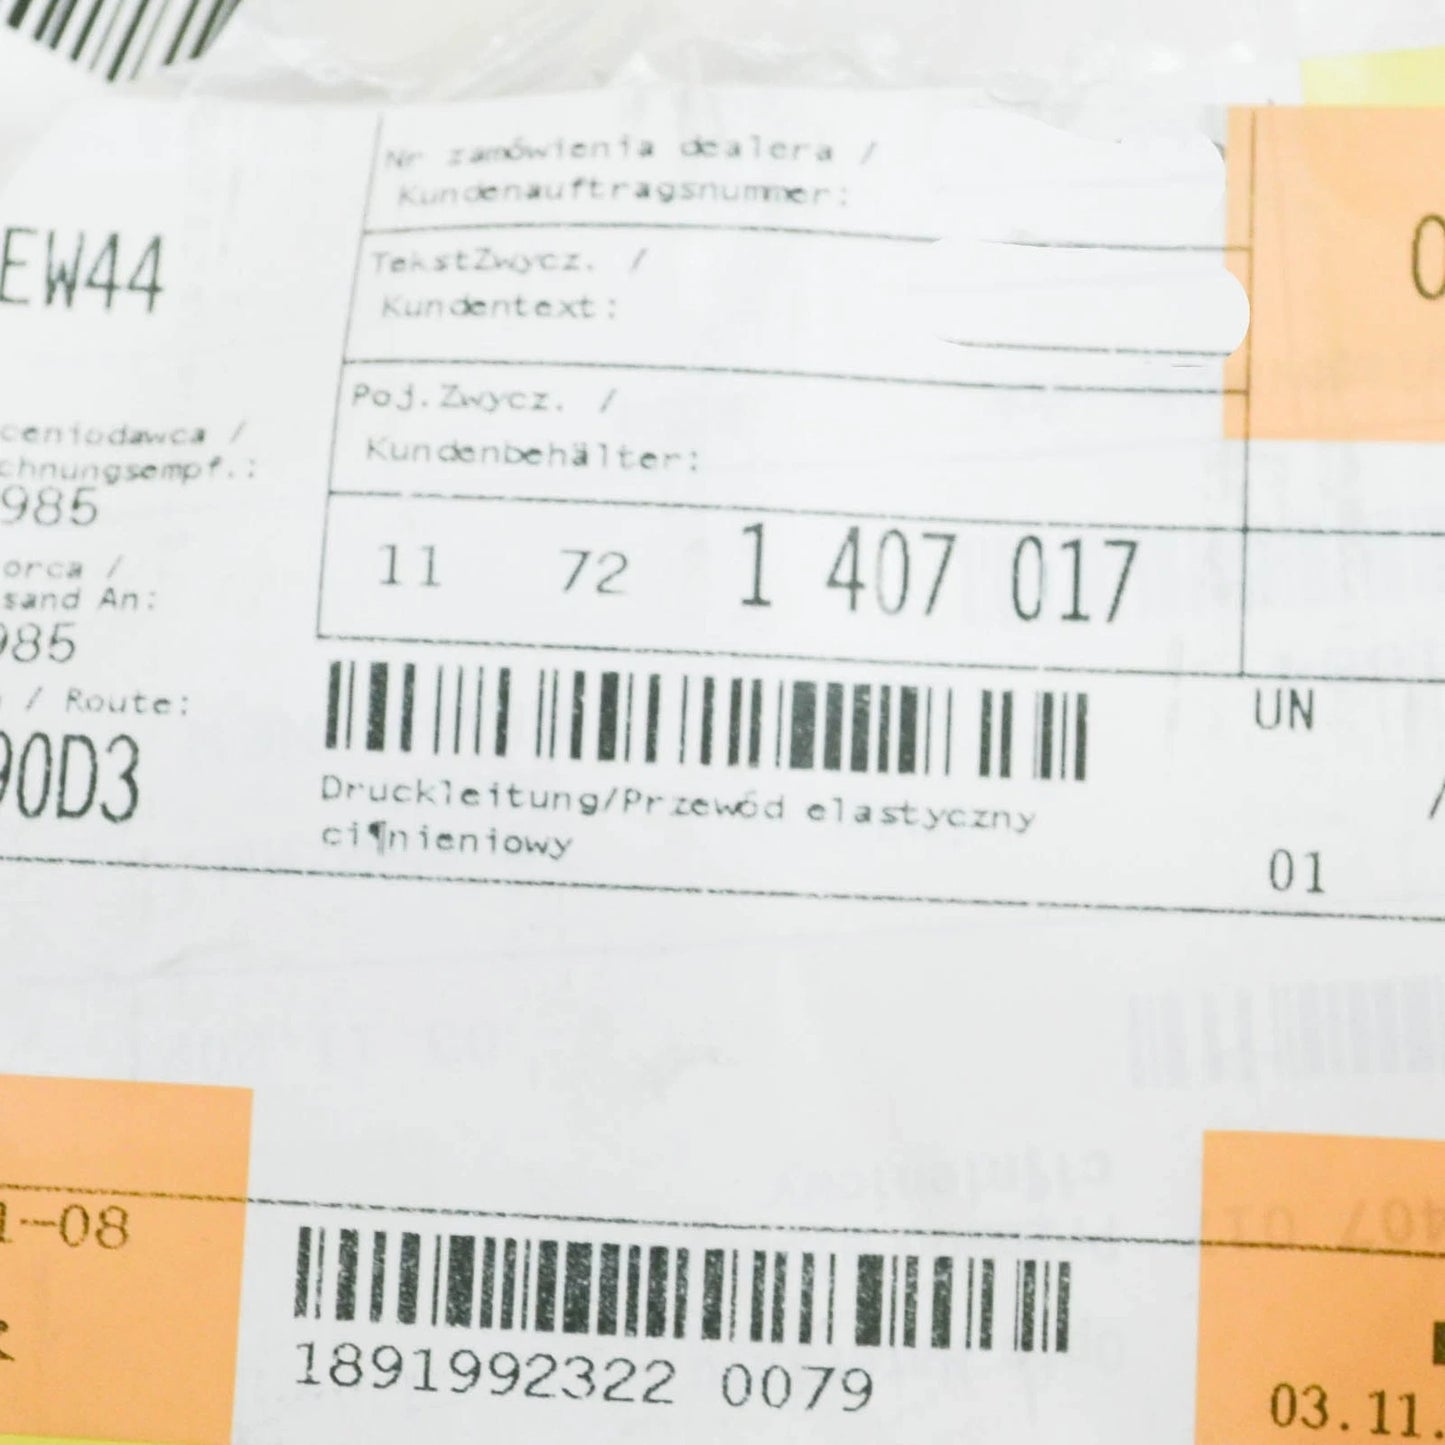 Nr zamówienia dealera /
Kundenauftragsnummer:
EW44
TekstZwycz. /
Kundentext:
Poj.Zwycz. /
Kundenbehälter:
ceniodawca /
chnungsempf.:
985
11 72 1 407 017
orca /
sand An:
985
/ Route:
90D3
UN
Druckleitung/Przewód elastyczny
ci¶nieniowy
/
01
1--08
1891992322 0079
03.11.